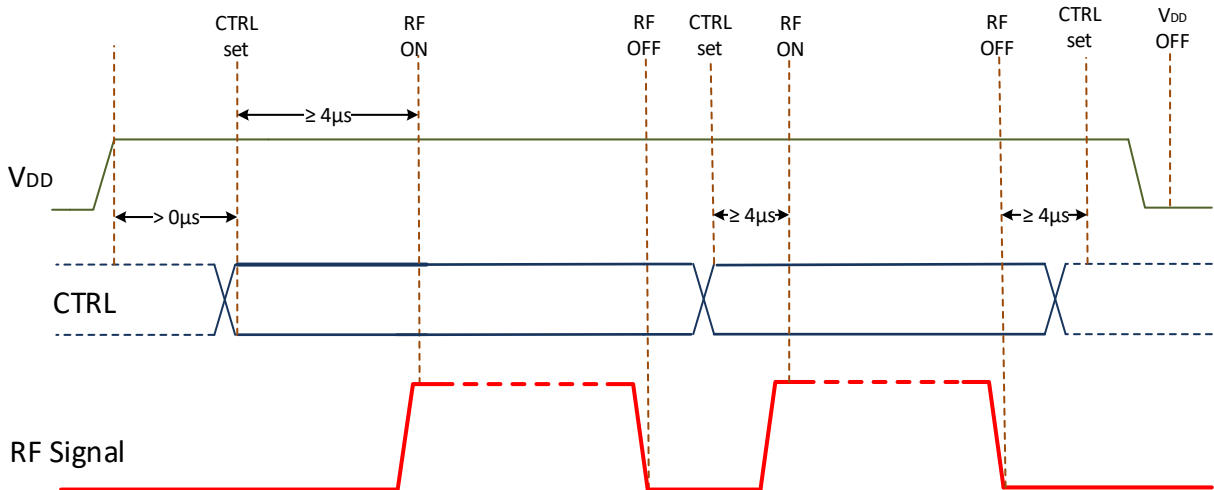 CTRL
set
RF
ON
RF
OFF
CTRL
set
RF
ON
RF
OFF
CTRL
set
VDD
OFF
≥ 4µs
VDD
> 0µs
≥ 4µs
≥ 4µs
CTRL
RF Signal